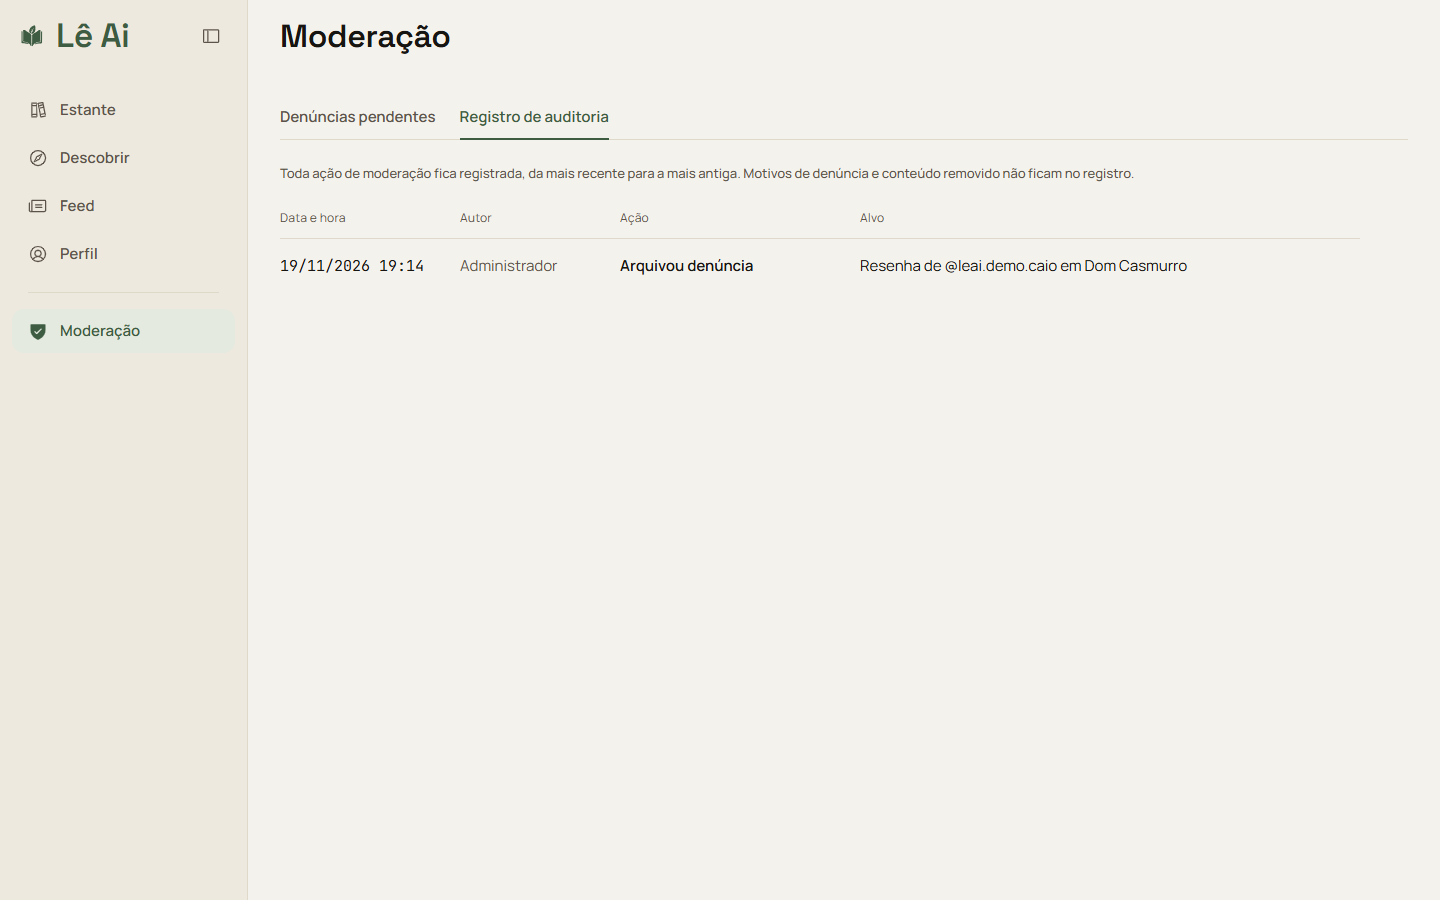 Lê Ai
Estante
Descobrir
Feed
Perfil
Moderação
Moderação
Denúncias pendentes Registro de auditoria
Toda ação de moderação fica registrada, da mais recente para a mais antiga. Motivos de denúncia e conteúdo removido não ficam no registro.
Data e hora Autor Ação Alvo
19/11/2026 19:14 Administrador Arquivou denúncia Resenha de @leai.demo.caio em Dom Casmurro